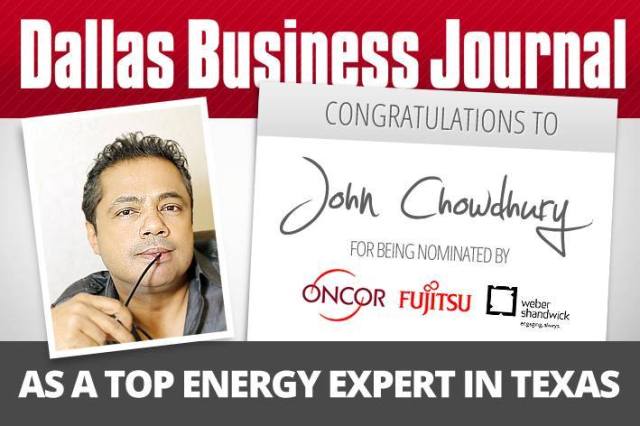 Dallas Business Journal
CONGRATULATIONS TO
John Chowdhury
FOR BEING NOMINATED BY
ONCOR
FUJITSU
weber
shandwick
engaging, always.
AS A TOP ENERGY EXPERT IN TEXAS